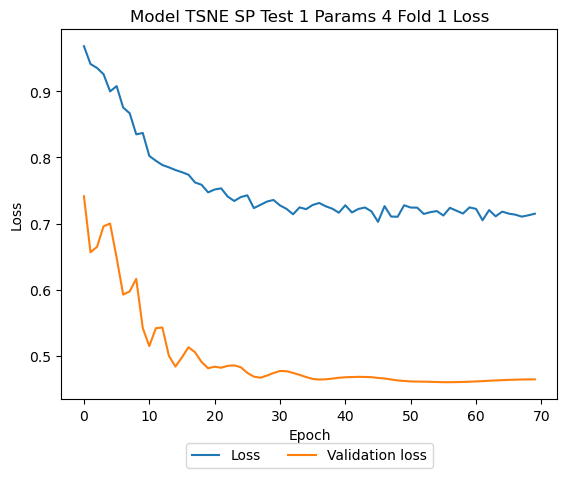 Model TSNE SP Test 1 Params 4 Fold 1 Loss
Loss
0.9
0.8
0.7
0.6
0.5
0 10 20 30 40 50 60 70
Epoch
Loss Validation loss